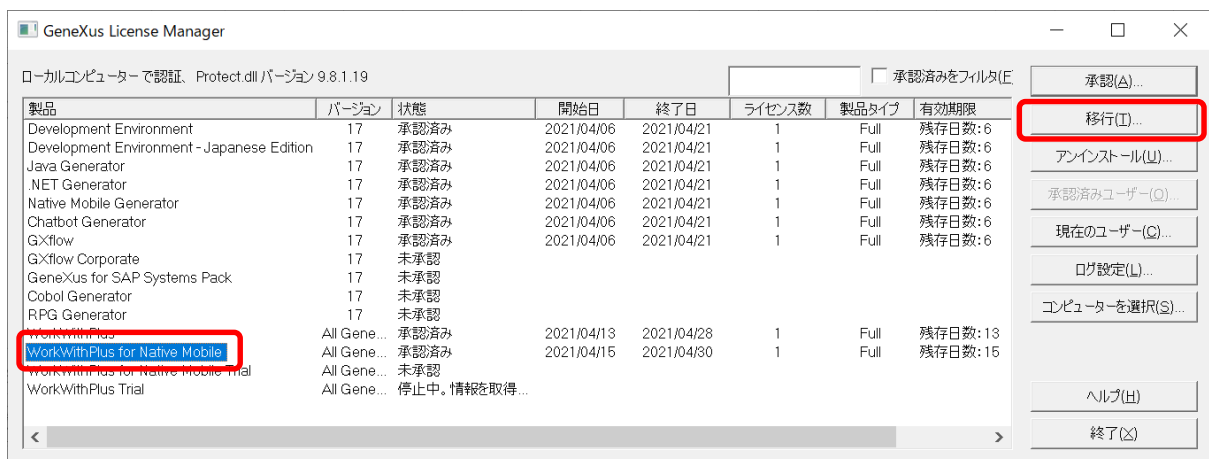 GeneXus License Manager
ローカルコンピューター で認証、 Protect.dll バージョン 9.8.1.19
承認済みをフィルタ(F
製品 バージョン 状態 開始日 終了日 ライセンス数 製品タイプ 有効期限
Development Environment 17 承認済み 2021/04/06 2021/04/21 1 Full 残存日数:6
Development Environment - Japanese Edition 17 承認済み 2021/04/06 2021/04/21 1 Full 残存日数:6
Java Generator 17 承認済み 2021/04/06 2021/04/21 1 Full 残存日数:6
.NET Generator 17 承認済み 2021/04/06 2021/04/21 1 Full 残存日数:6
Native Mobile Generator 17 承認済み 2021/04/06 2021/04/21 1 Full 残存日数:6
Chatbot Generator 17 承認済み 2021/04/06 2021/04/21 1 Full 残存日数:6
GXflow 17 承認済み 2021/04/06 2021/04/21 1 Full 残存日数:6
GXflow Corporate 17 未承認
GeneXus for SAP Systems Pack 17 未承認
Cobol Generator 17 未承認
RPG Generator 17 未承認
WorkWithPlus All Gene... 承認済み 2021/04/13 2021/04/28 1 Full 残存日数:13
WorkWithPlus for Native Mobile All Gene... 承認済み 2021/04/15 2021/04/30 1 Full 残存日数:15
WorkWithPlus for Native Mobile Trial All Gene... 未承認
WorkWithPlus Trial All Gene... 停止中。情報を取得...
承認(A)...
移行(T)...
アンインストール(U)...
承認済みユーザー(O)...
現在のユーザー(C)...
ログ設定(L)...
コンピューターを選択(S)...
ヘルプ(H)
終了(X)